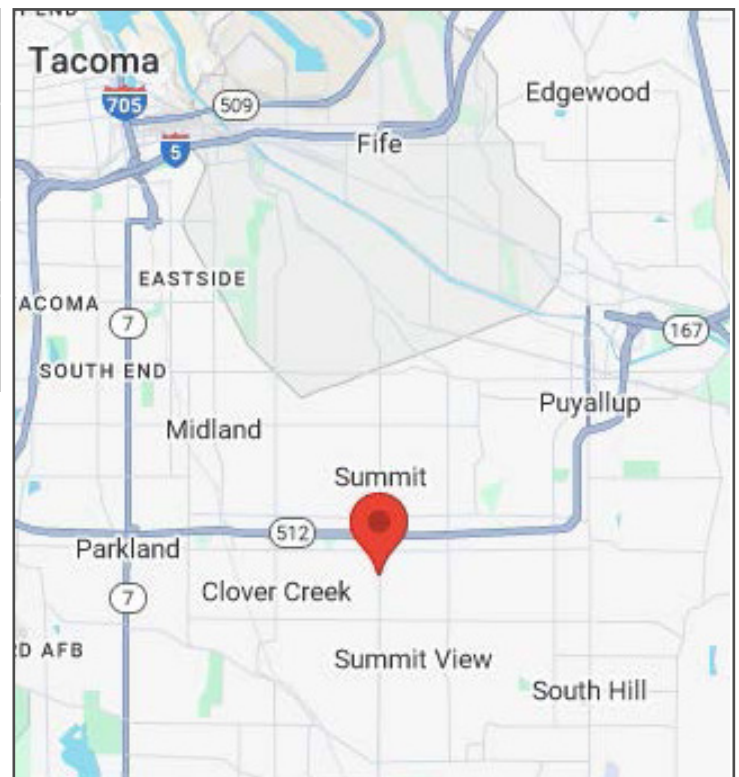 Tacoma
705
509
Edgewood
5
Fife
EASTSIDE
ACOMA
7
167
SOUTH END
Puyallup
Midland
Summit
512
Parkland
7
Clover Creek
D AFB
Summit View
South Hill